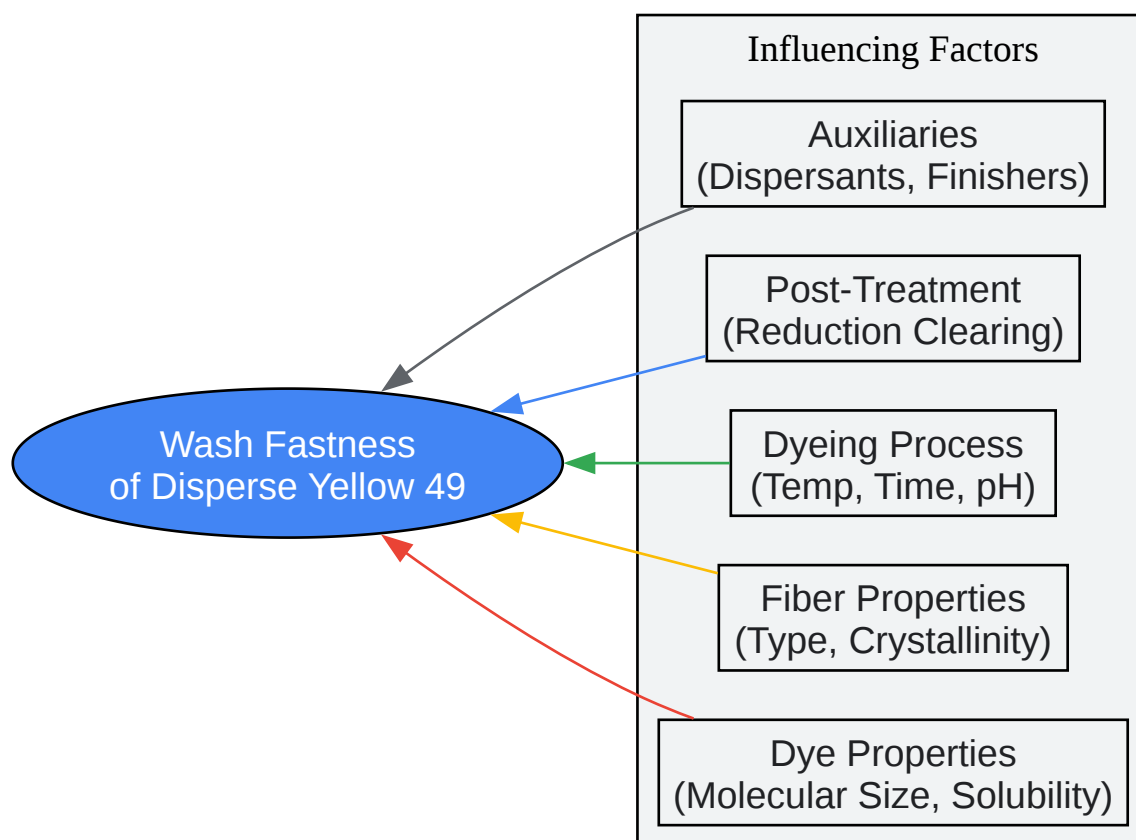 Influencing Factors
Auxiliaries
(Dispersants, Finishers)
Post-Treatment
(Reduction Clearing)
Wash Fastness
of Disperse Yellow 49
Dyeing Process
(Temp, Time, pH)
Fiber Properties
(Type, Crystallinity)
Dye Properties
(Molecular Size, Solubility)